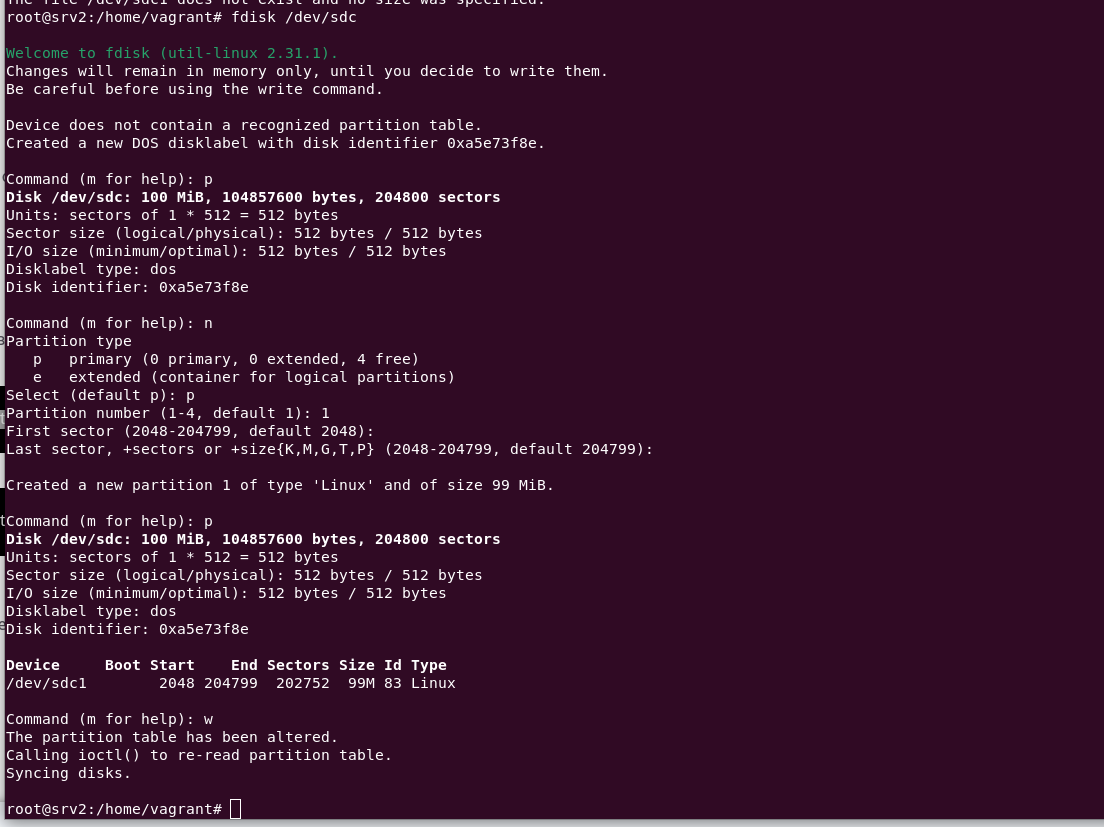 The file /dev/sdc1 does not exist and no size was specified.
root@srv2:/home/vagrant# fdisk /dev/sdc
Welcome to fdisk (util-linux 2.31.1).
Changes will remain in memory only, until you decide to write them.
Be careful before using the write command.
Device does not contain a recognized partition table.
Created a new DOS disklabel with disk identifier 0xa5e73f8e.
Command (m for help): p
Disk /dev/sdc: 100 MiB, 104857600 bytes, 204800 sectors
Units: sectors of 1 * 512 = 512 bytes
Sector size (logical/physical): 512 bytes / 512 bytes
I/O size (minimum/optimal): 512 bytes / 512 bytes
Disklabel type: dos
Disk identifier: 0xa5e73f8e
Command (m for help): n
Partition type
   p   primary (0 primary, 0 extended, 4 free)
   e   extended (container for logical partitions)
Select (default p): p
Partition number (1-4, default 1): 1
First sector (2048-204799, default 2048):
Last sector, +sectors or +size{K,M,G,T,P} (2048-204799, default 204799):
Created a new partition 1 of type 'Linux' and of size 99 MiB.
Command (m for help): p
Disk /dev/sdc: 100 MiB, 104857600 bytes, 204800 sectors
Units: sectors of 1 * 512 = 512 bytes
Sector size (logical/physical): 512 bytes / 512 bytes
I/O size (minimum/optimal): 512 bytes / 512 bytes
Disklabel type: dos
Disk identifier: 0xa5e73f8e
Device     Boot Start    End Sectors Size Id Type
/dev/sdc1        2048 204799  202752  99M 83 Linux
Command (m for help): w
The partition table has been altered.
Calling ioctl() to re-read partition table.
Syncing disks.
root@srv2:/home/vagrant#